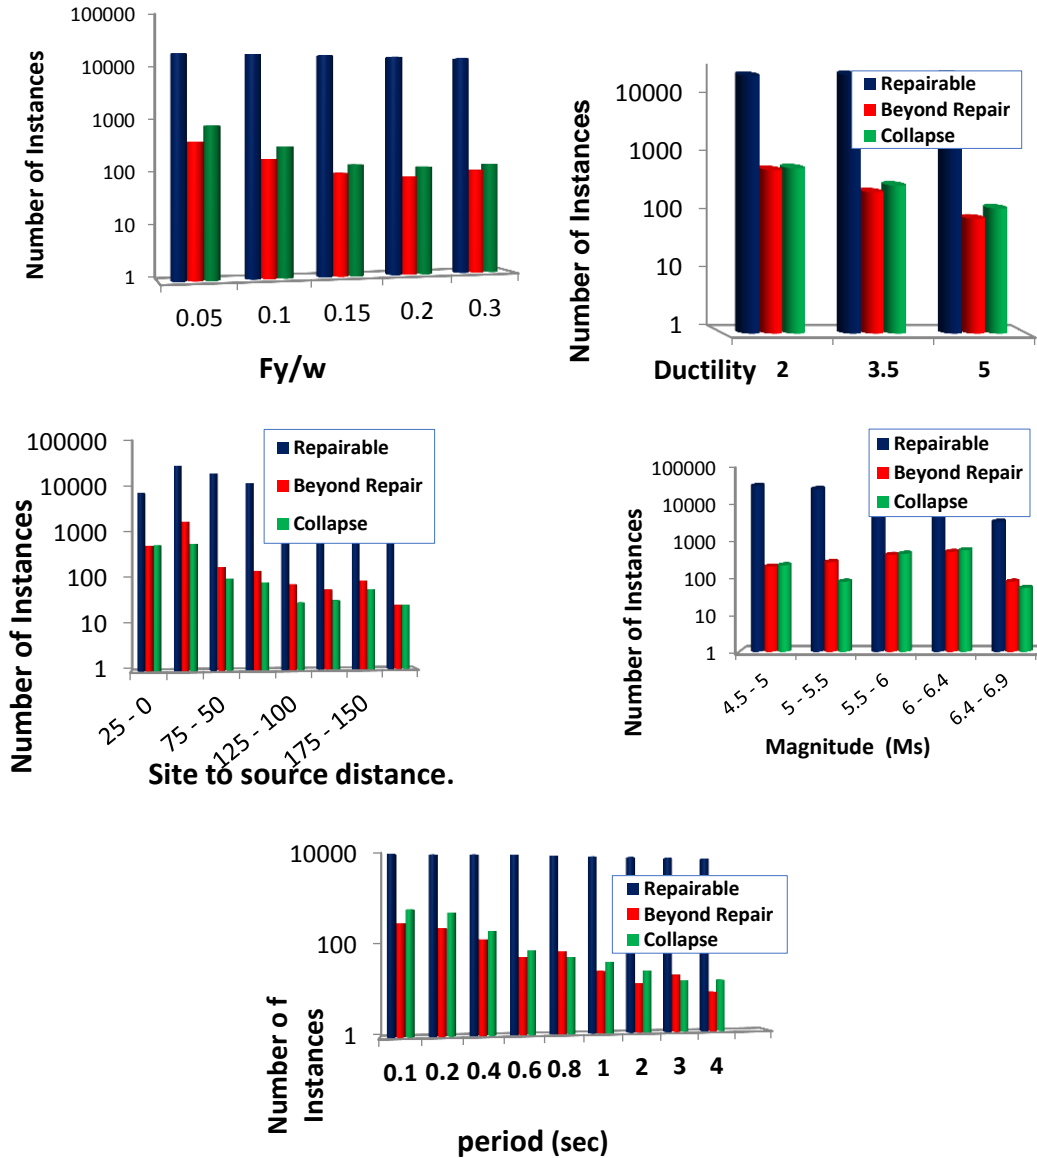 100000
10000
1000
100
10
1
Number of Instances
0.05 0.1 0.15 0.2 0.3
Fy/w
10000
1000
100
10
1
Number of Instances
Repairable
Beyond Repair
Collapse
Ductility 2 3.5 5
100000
10000
1000
100
10
1
Number of Instances
Repairable
Beyond Repair
Collapse
25 - 0
75 - 50
125 - 100
175 - 150
Site to source distance.
100000
10000
1000
100
10
1
Number of Instances
Repairable
Beyond Repair
Collapse
4.5 - 5
5 - 5.5
5.5 - 6
6 - 6.4
6.4 - 6.9
Magnitude (Ms)
10000
100
1
Number o f
Instances
Repairable
Beyond Repair
Collapse
0.1 0.2 0.4 0.6 0.8 1 2 3 4
period (sec)